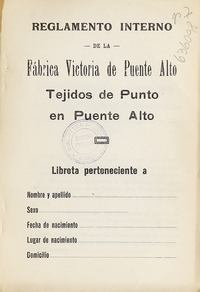 REGLAMENTO INTERNO
— DE LA —
Fábrica Victoria de Puente Alto
Tejidos de Punto
en Puente Alto
Libreta perteneciente a
Nombre y apellido
Sexo
Fecha de nacimiento
Lugar de nacimiento
Domicilio